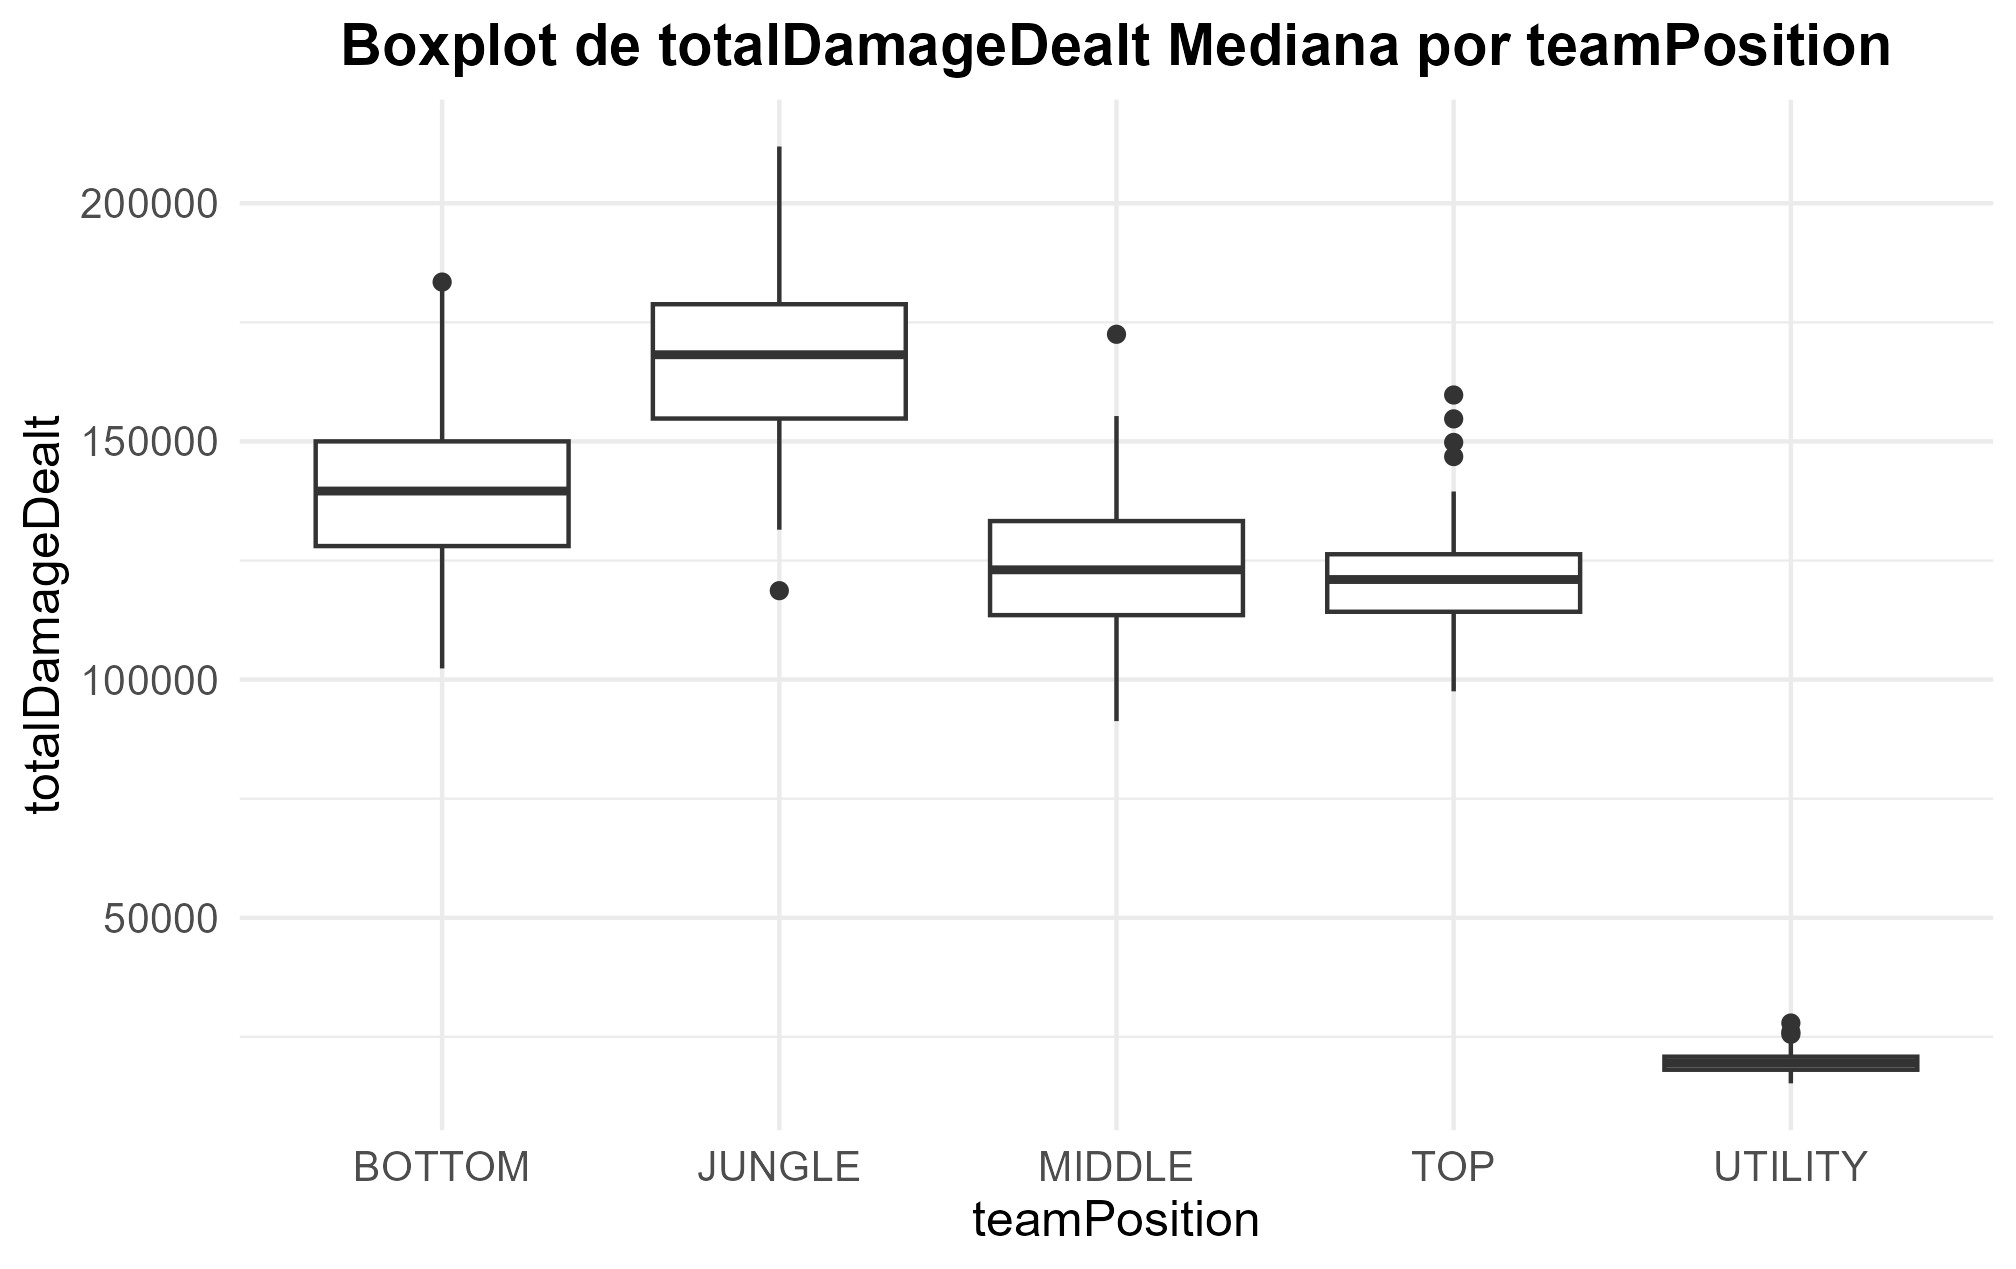 Boxplot de totalDamageDealt Mediana por teamPosition
totalDamageDealt
200000
150000
100000
50000
BOTTOM JUNGLE MIDDLE TOP UTILITY
teamPosition